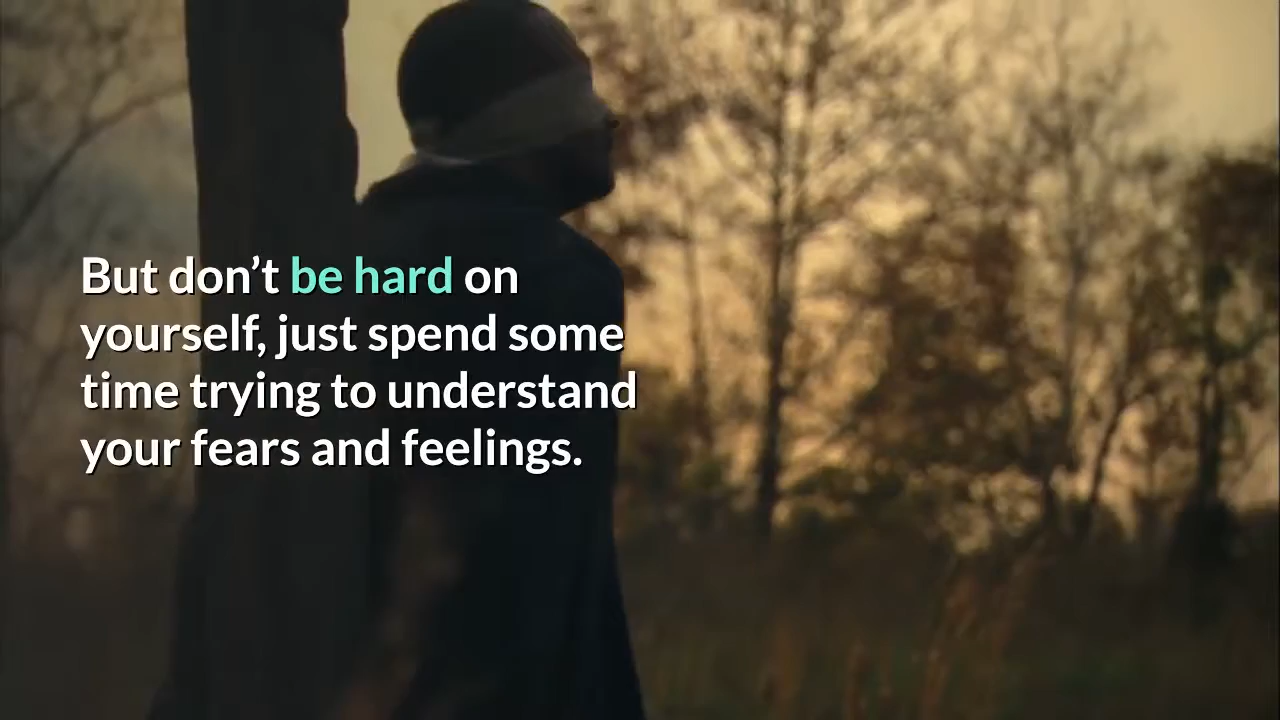 But don’t be hard on
yourself, just spend some
time trying to understand
your fears and feelings.